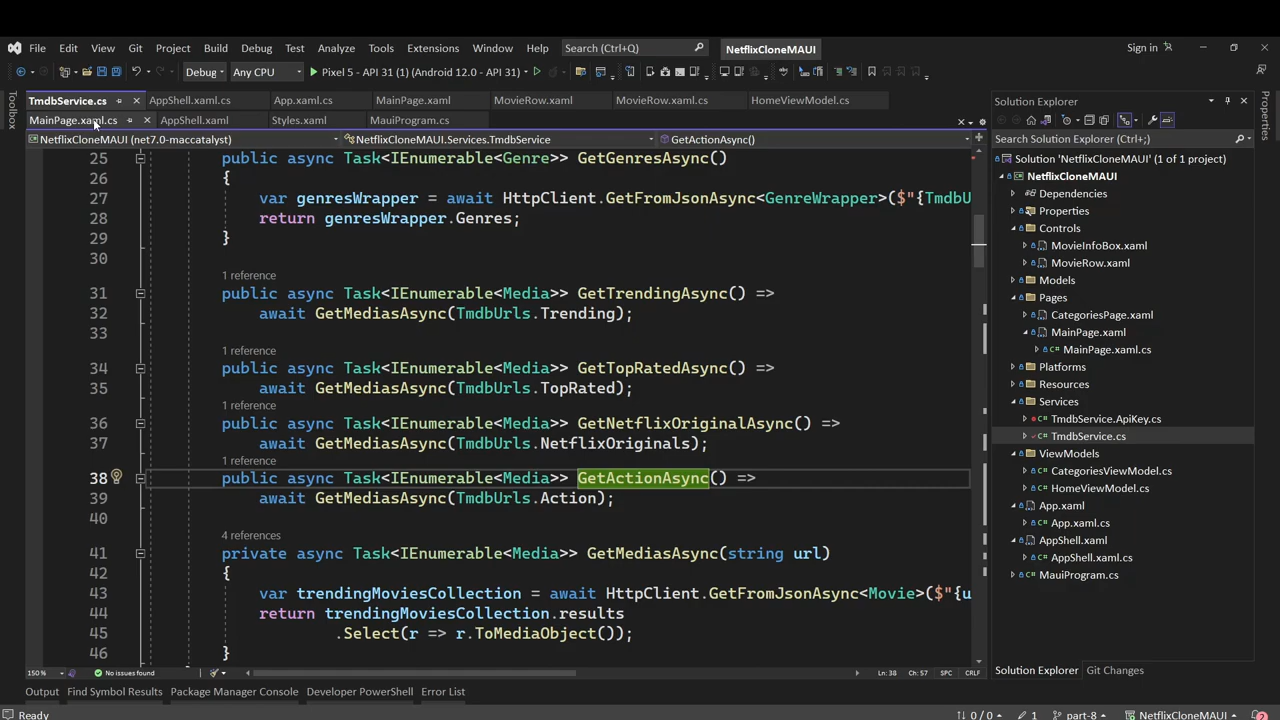 File Edit View Git Project Build Debug Test Analyze Tools Extensions Window Help Search (Ctrl+Q) NetflixCloneMAUI Sign in
Debug Any CPU Pixel 5 - API 31 (1) (Android 12.0 - API 31)
Toolbox
TmdbService.cs AppShell.xaml.cs App.xaml.cs MainPage.xaml MovieRow.xaml MovieRow.xaml.cs HomeViewModel.cs
MainPage.xaml.cs AppShell.xaml Styles.xaml MauiProgram.cs
NetflixCloneMAUI (net7.0-maccatalyst) NetflixCloneMAUI.Services.TmdbService GetActionAsync()
25 public async Task<IEnumerable<Genre>> GetGenresAsync()
26 {
27 var genresWrapper = await HttpClient.GetFromJsonAsync<GenreWrapper>($"{TmdbU
28 return genresWrapper.Genres;
29 }
30
1 reference
31 public async Task<IEnumerable<Media>> GetTrendingAsync() =>
32 await GetMediasAsync(TmdbUrls.Trending);
33
1 reference
34 public async Task<IEnumerable<Media>> GetTopRatedAsync() =>
35 await GetMediasAsync(TmdbUrls.TopRated);
1 reference
36 public async Task<IEnumerable<Media>> GetNetflixOriginalAsync() =>
37 await GetMediasAsync(TmdbUrls.NetflixOriginals);
1 reference
38 public async Task<IEnumerable<Media>> GetActionAsync() =>
39 await GetMediasAsync(TmdbUrls.Action);
40
4 references
41 private async Task<IEnumerable<Media>> GetMediasAsync(string url)
42 {
43 var trendingMoviesCollection = await HttpClient.GetFromJsonAsync<Movie>($"{u
44 return trendingMoviesCollection.results
45 .Select(r => r.ToMediaObject());
46 }
150 % No issues found Ln: 38 Ch: 57 SPC CRLF
Output Find Symbol Results Package Manager Console Developer PowerShell Error List
Solution Explorer
Search Solution Explorer (Ctrl+;)
Solution 'NetflixCloneMAUI' (1 of 1 project)
NetflixCloneMAUI
Dependencies
Properties
Controls
MovieInfoBox.xaml
MovieRow.xaml
Models
Pages
CategoriesPage.xaml
MainPage.xaml
C# MainPage.xaml.cs
Platforms
Resources
Services
C# TmdbService.ApiKey.cs
C# TmdbService.cs
ViewModels
C# CategoriesViewModel.cs
C# HomeViewModel.cs
App.xaml
C# App.xaml.cs
AppShell.xaml
C# AppShell.xaml.cs
C# MauiProgram.cs
Solution Explorer Git Changes
Properties
Ready 0 / 0 1 part-8 NetflixCloneMAUI 2